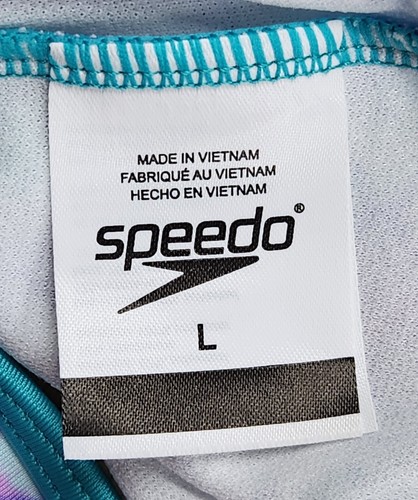 MADE IN VIETNAM
FABRIQUÉ AU VIETNAM
HECHO EN VIETNAM
speedo®
L